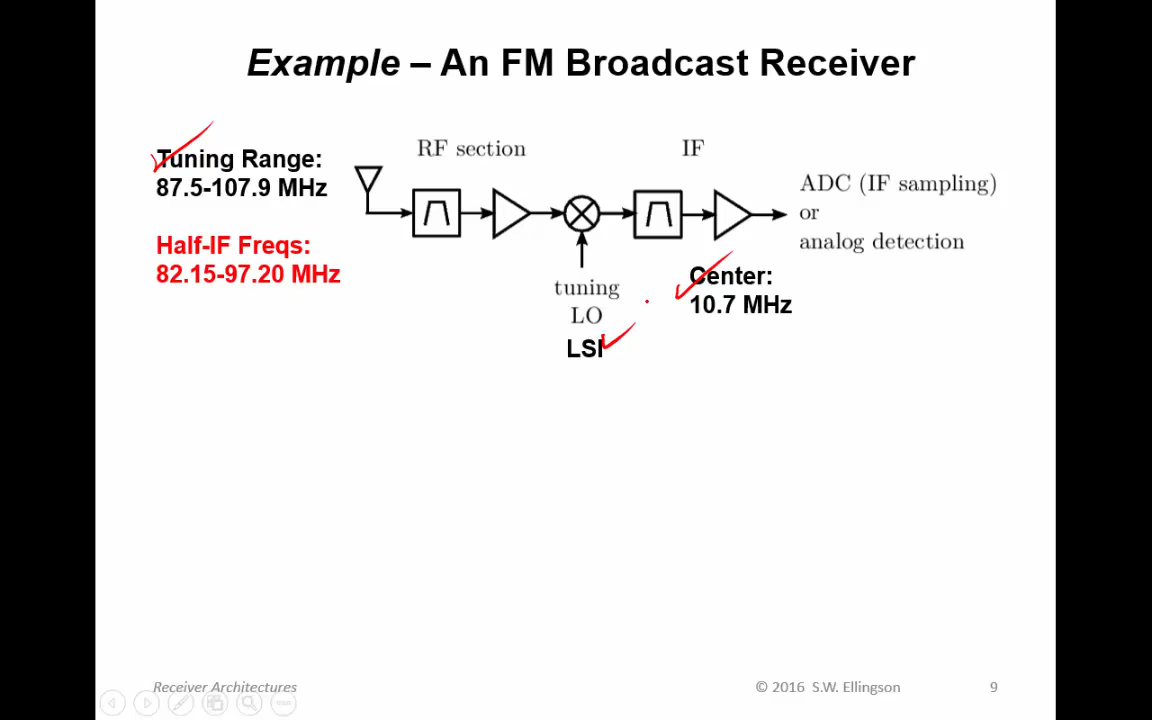 Example – An FM Broadcast Receiver
Tuning Range:
87.5-107.9 MHz
Half-IF Freqs:
82.15-97.20 MHz
RF section
IF
ADC (IF sampling)
or
analog detection
tuning
LO
LSI
Center:
10.7 MHz
Receiver Architectures
© 2016 S.W. Ellingson
9